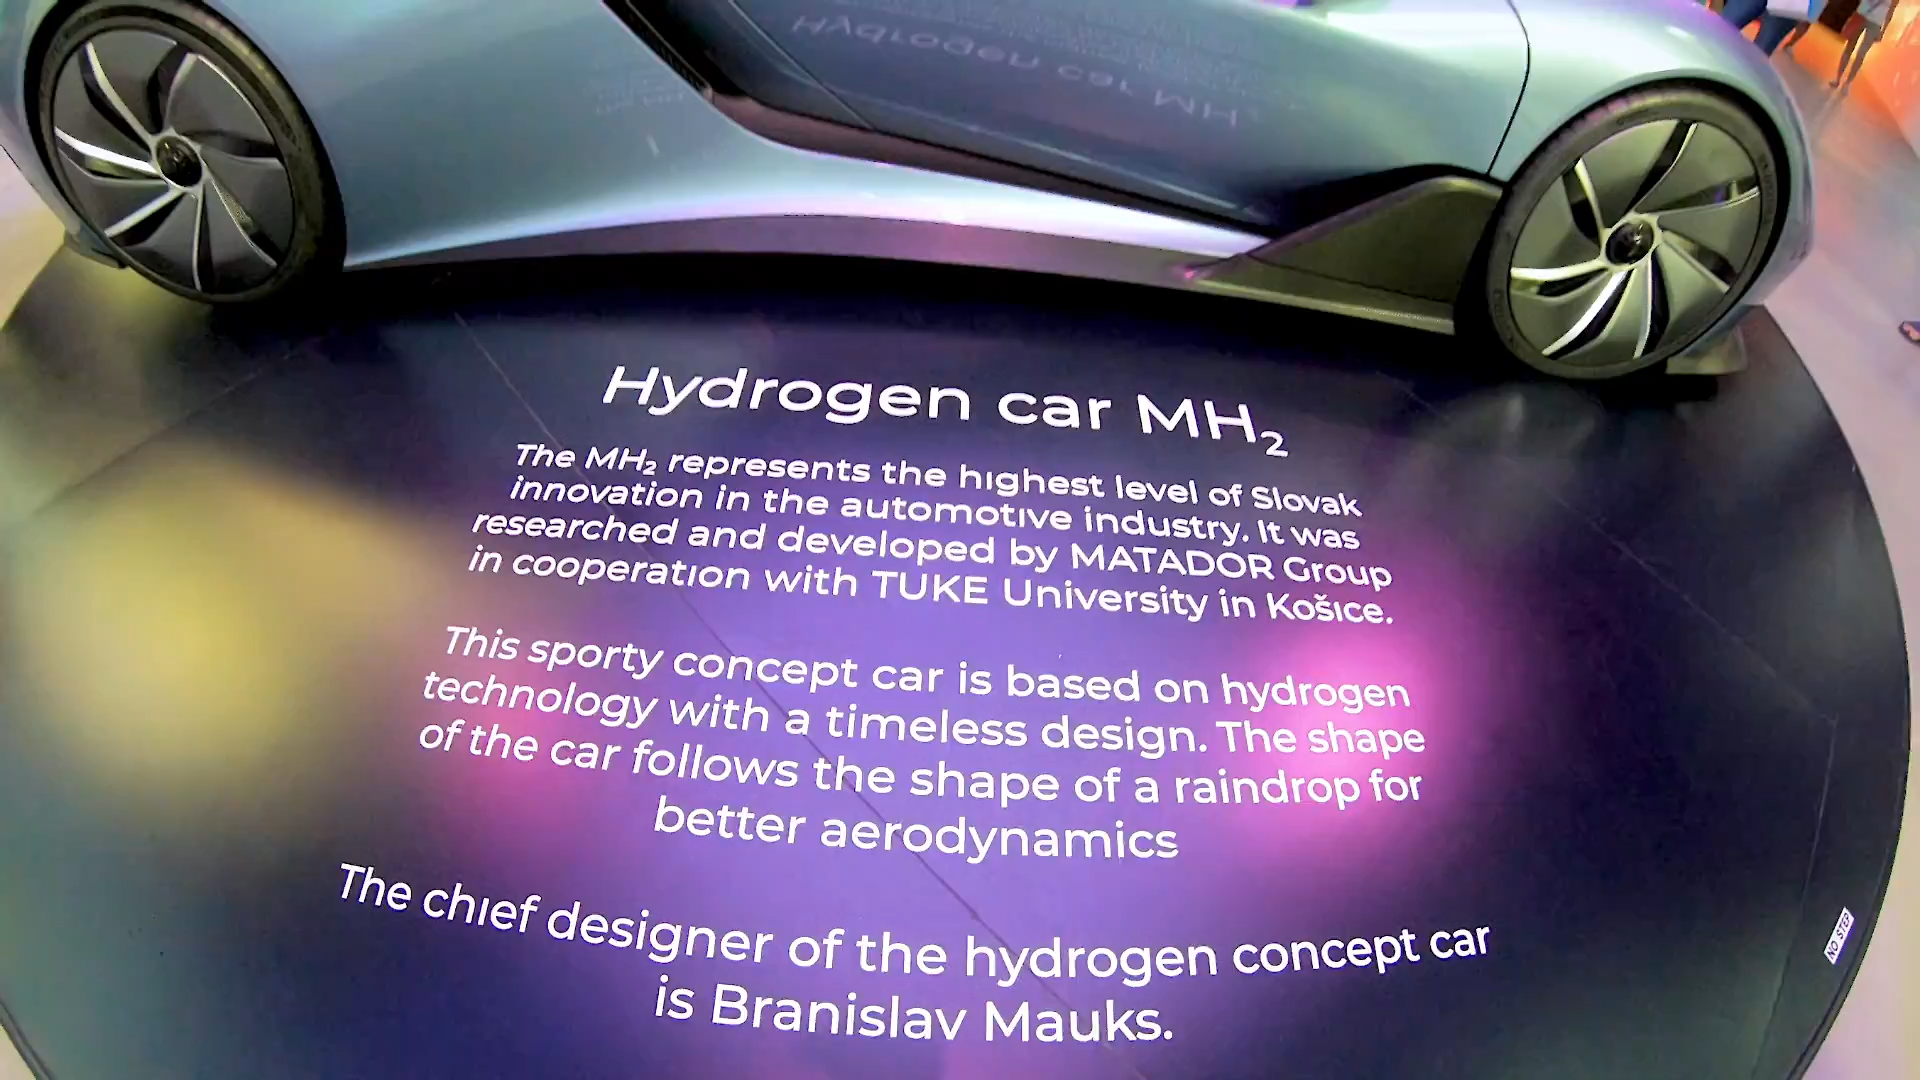 Hydrogen car MH₂
The MH₂ represents the highest level of Slovak
innovation in the automotive industry. It was
researched and developed by MATADOR Group
in cooperation with TUKE University in Košice.
This sporty concept car is based on hydrogen
technology with a timeless design. The shape
of the car follows the shape of a raindrop for
better aerodynamics
The chief designer of the hydrogen concept car
is Branislav Mauks.
NO STEP